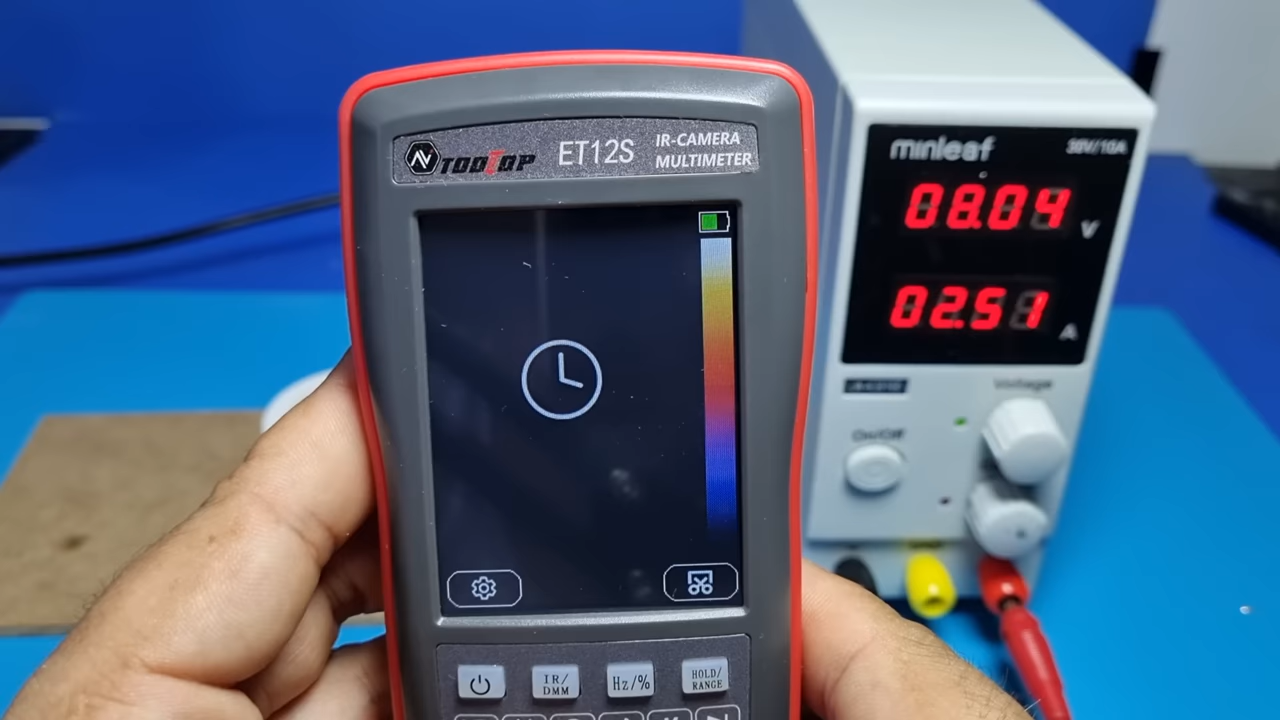 TOOLTOP
ET12S
IR-CAMERA
MULTIMETER
IR/
DMM
Hz/%
HOLD/
RANGE
minleaf
30V/10A
08.04 V
02.51 A
Voltage
On/Off